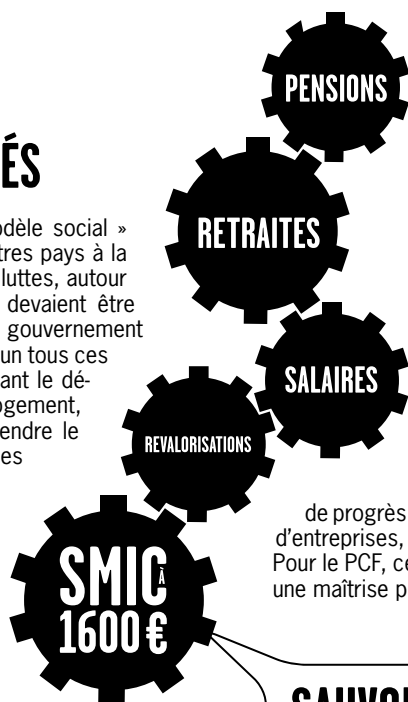 PENSIONS
ÉS
RETRAITES
odèle social »
tres pays à la
luttes, autour
devaient être
gouvernement
un tous ces
ant le dé-
ogement,
endre le
es
SALAIRES
REVALORISATIONS
de progrès
d'entreprises,
Pour le PCF, ce
une maîtrise p
SMIC À
1600 €